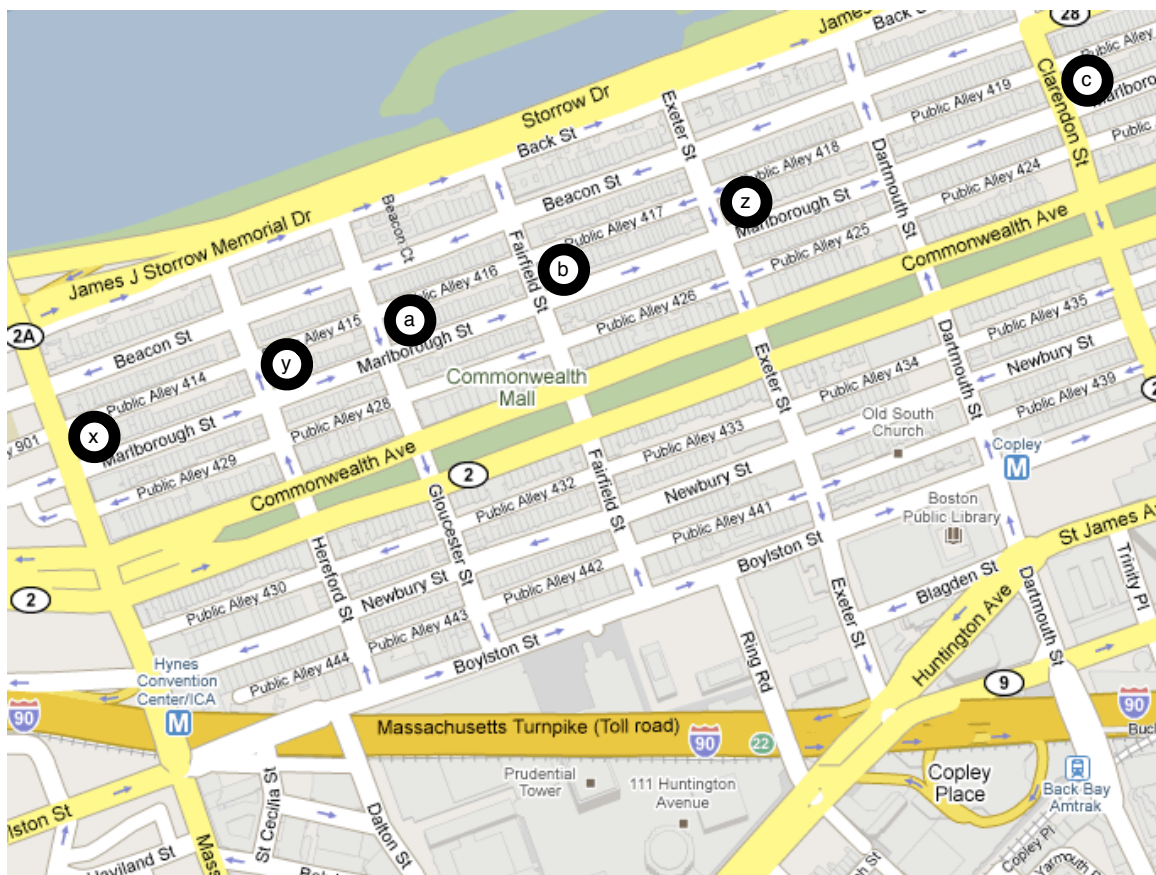 James
Back S
28
Public Alley
Clarendon St
c
Marlboro
Public A
Storrow Dr
Back St
Exeter St
Public Alley 419
Public Alley 418
Dartmouth St
Public Alley 424
Beacon St
z
Marlborough St
Beacon Ct
Public Alley 417
Public Alley 425
Commonwealth Ave
James J Storrow Memorial Dr
Fairfield St
b
Public Alley 416
Public Alley 426
a
Alley 415
Marlborough St
2A
Beacon St
y
Commonwealth
Mall
Exeter St
Public Alley 434
Dartmouth St
Public Alley 435
Newbury St
Public Alley 439
2
Public Alley 414
Public Alley 428
Old South
Church
Copley
M
x
y 901
Marlborough St
Public Alley 433
Public Alley 429
Commonwealth Ave
2
Fairfield St
Newbury St
Gloucester St
Public Alley 432
Public Alley 441
Boston
Public Library
St James A
Hereford St
Boylston St
Trinity Pl
2
Public Alley 430
Newbury St
Public Alley 442
Exeter St
Blagden St
Dartmouth St
Public Alley 443
Boylston St
Ring Rd
Huntington Ave
Public Alley 444
Hynes
Convention
Center/ICA
M
9
90
Massachusetts Turnpike (Toll road)
90
22
90
Buc
Prudential
Tower
111 Huntington
Avenue
Copley
Place
Back Bay
Amtrak
lston St
St Cecilia St
Dalton St
Haviland St
Mass
Copley Pl
Yarmouth P
h St